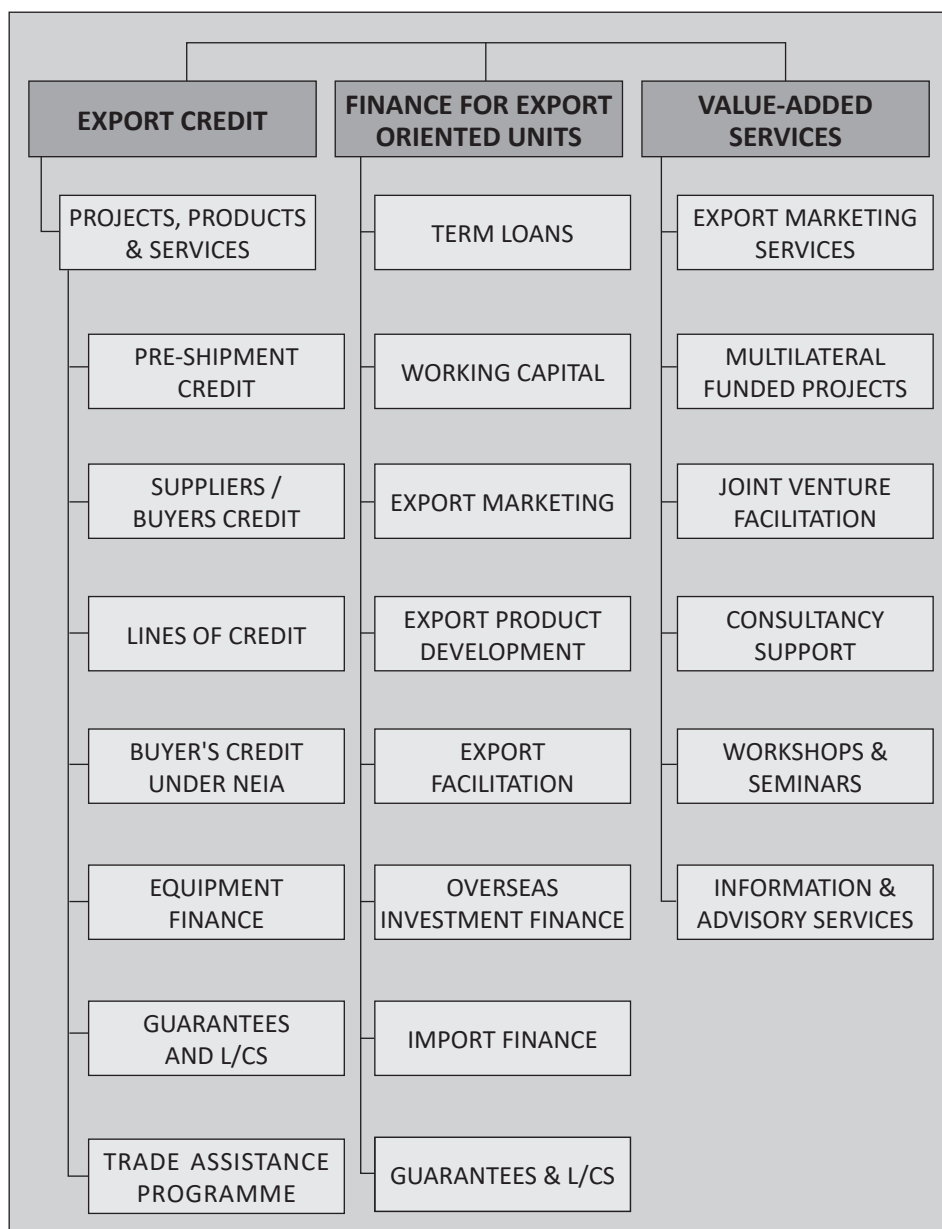 EXPORT CREDIT
PROJECTS, PRODUCTS
& SERVICES
PRE-SHIPMENT
CREDIT
SUPPLIERS /
BUYERS CREDIT
LINES OF CREDIT
BUYER'S CREDIT
UNDER NEIA
EQUIPMENT
FINANCE
GUARANTEES
AND L/CS
TRADE ASSISTANCE
PROGRAMME
FINANCE FOR EXPORT
ORIENTED UNITS
TERM LOANS
WORKING CAPITAL
EXPORT MARKETING
EXPORT PRODUCT
DEVELOPMENT
EXPORT
FACILITATION
OVERSEAS
INVESTMENT FINANCE
IMPORT FINANCE
GUARANTEES & L/CS
VALUE-ADDED
SERVICES
EXPORT MARKETING
SERVICES
MULTILATERAL
FUNDED PROJECTS
JOINT VENTURE
FACILITATION
CONSULTANCY
SUPPORT
WORKSHOPS &
SEMINARS
INFORMATION &
ADVISORY SERVICES